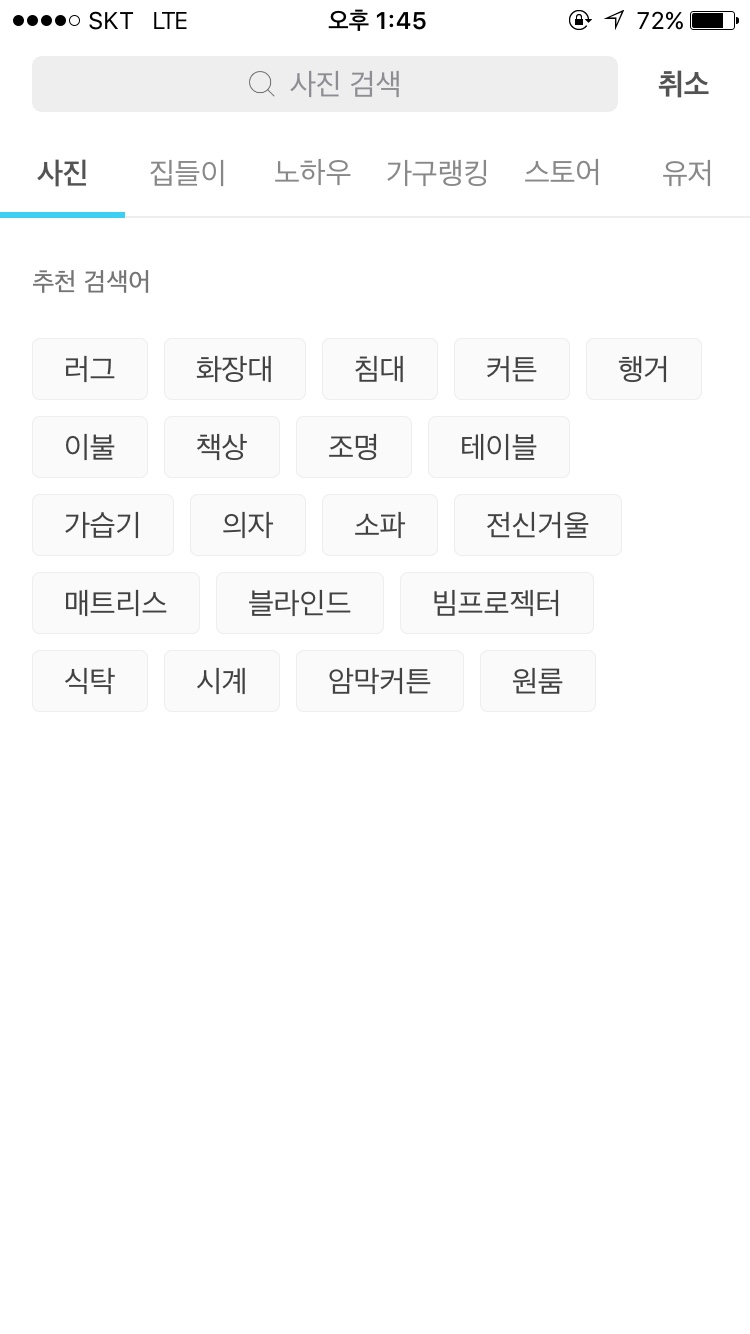 SKT LTE 오후 1:45 72%
사진 검색 취소
사진 집들이 노하우 가구랭킹 스토어 유저
추천 검색어
러그 화장대 침대 커튼 행거
이불 책상 조명 테이블
가습기 의자 소파 전신거울
매트리스 블라인드 빔프로젝터
식탁 시계 암막커튼 원룸